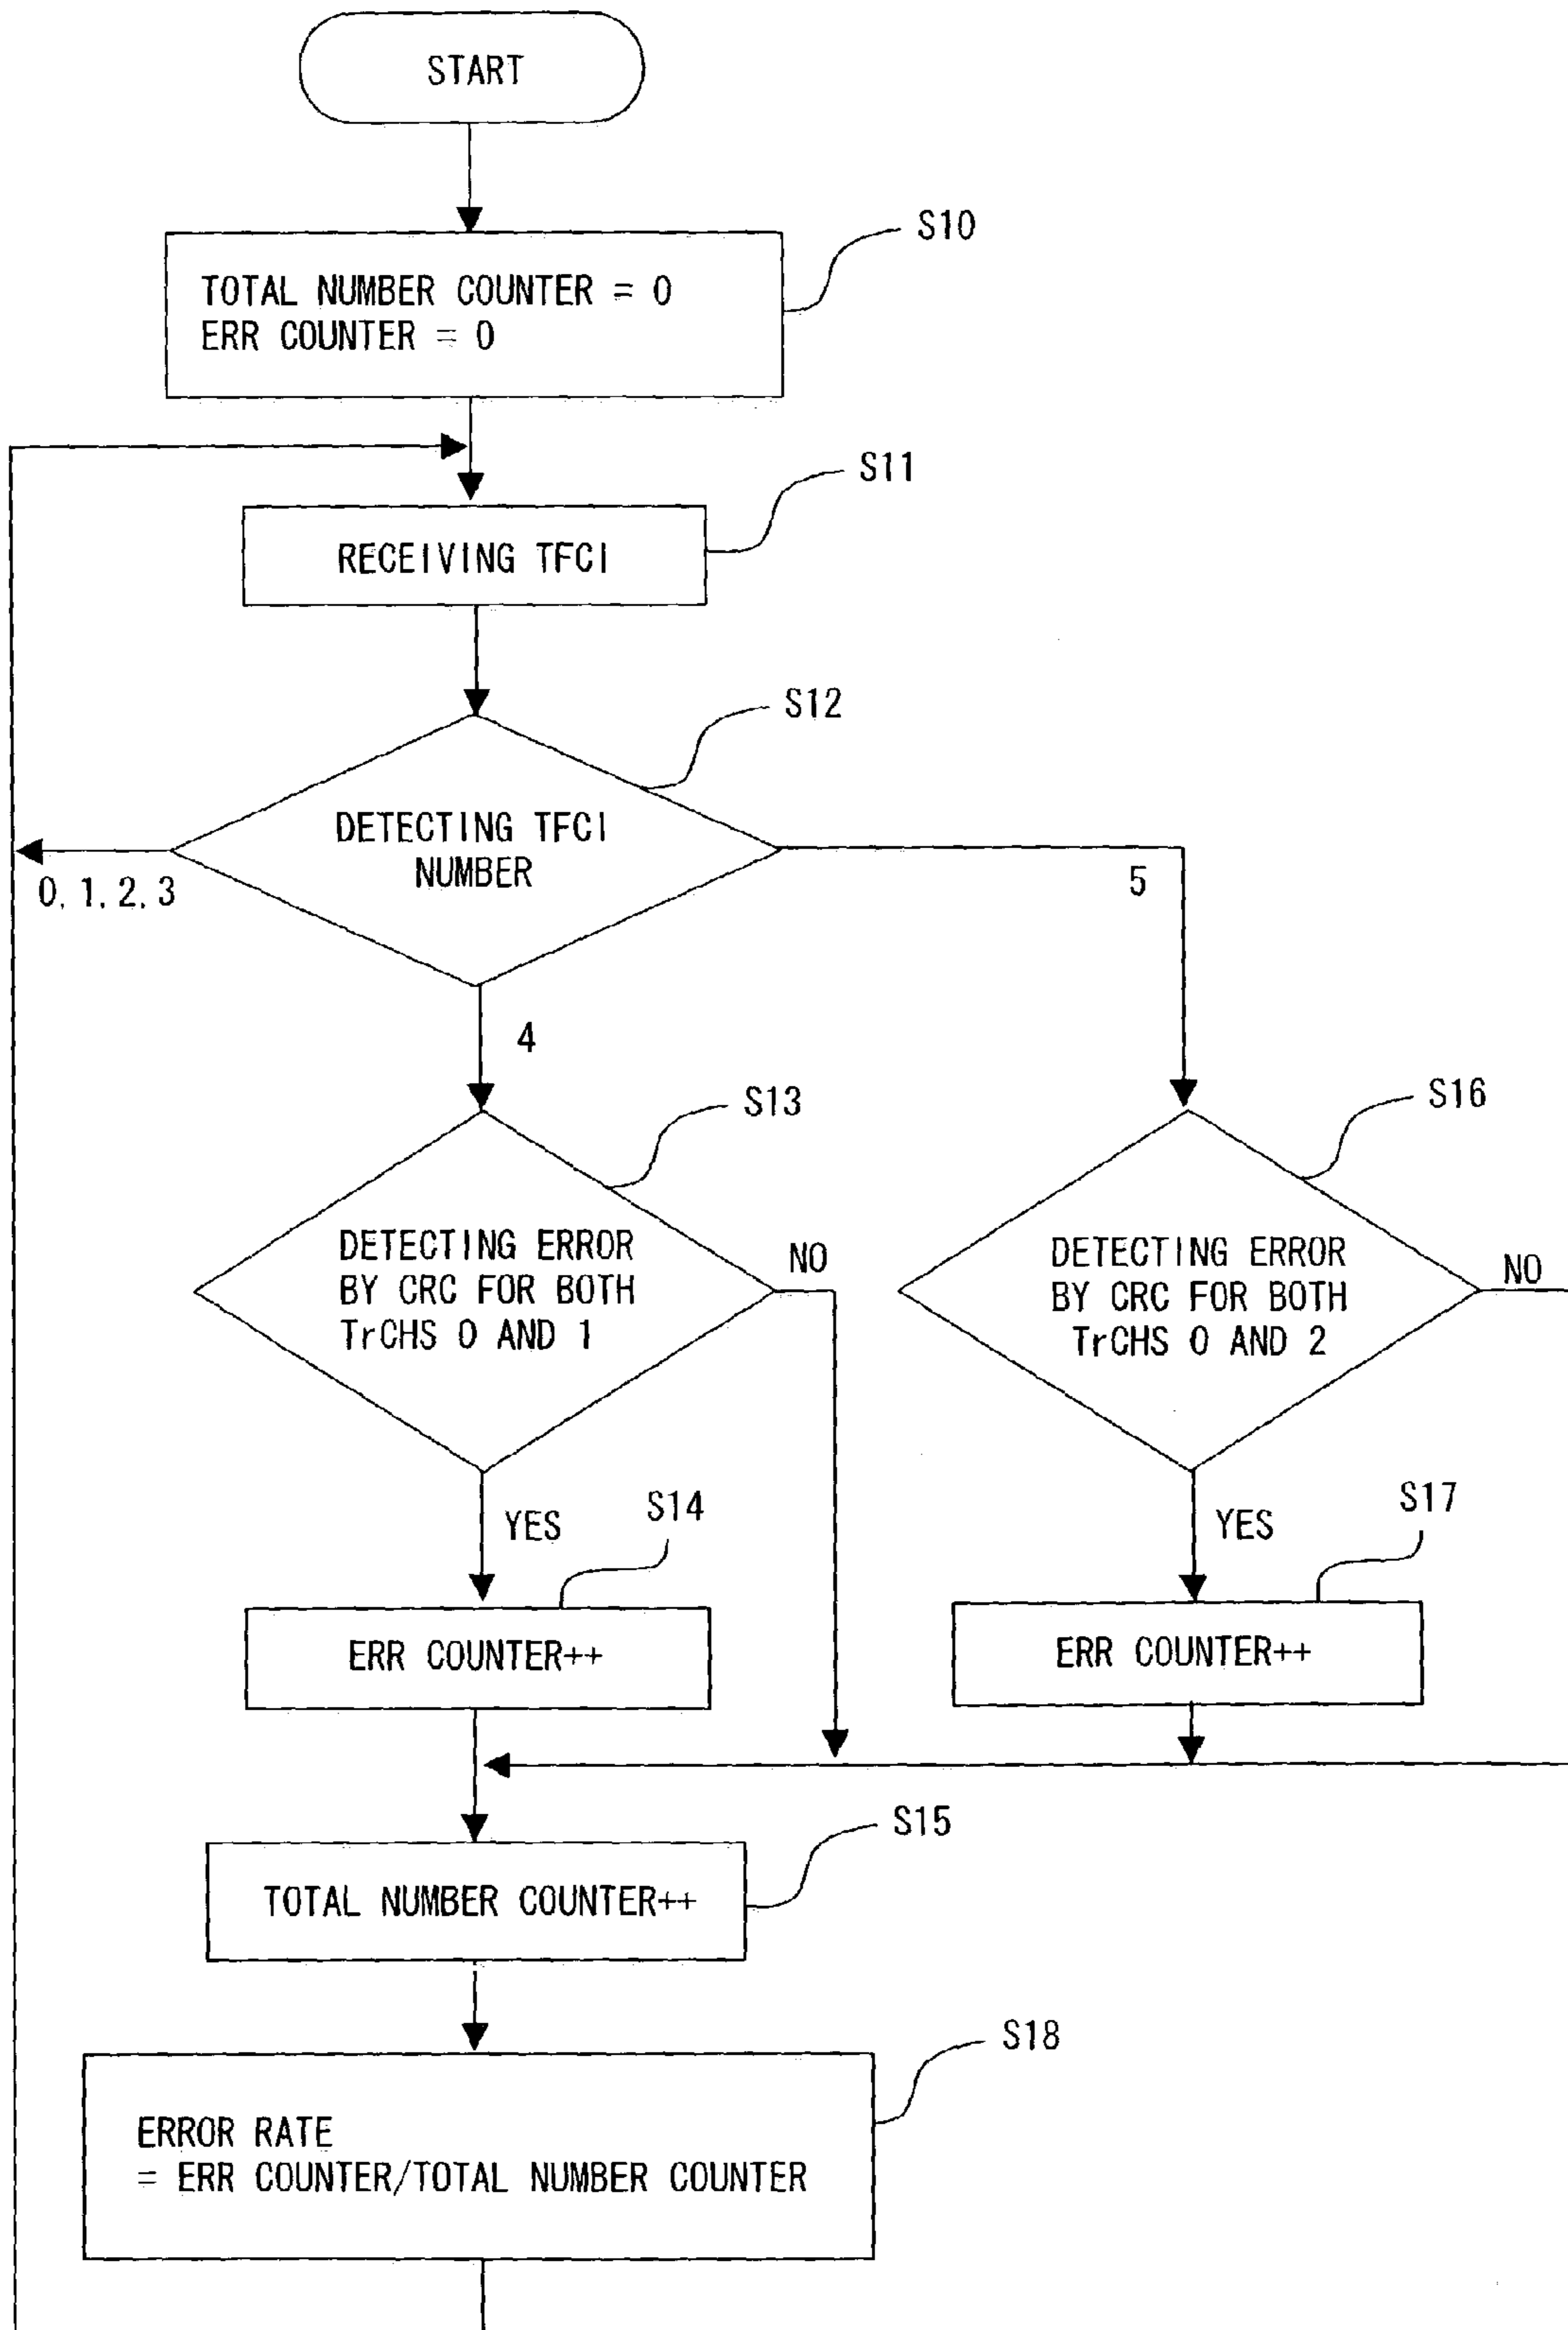 START
S10
TOTAL NUMBER COUNTER = 0
ERR COUNTER = 0
S11
RECEIVING TFCI
S12
DETECTING TFCI
NUMBER
0, 1, 2, 3
5
4
S13
S16
DETECTING ERROR
BY CRC FOR BOTH
TrCHS 0 AND 1
NO
DETECTING ERROR
BY CRC FOR BOTH
TrCHS 0 AND 2
NO
YES
S14
YES
S17
ERR COUNTER++
ERR COUNTER++
S15
TOTAL NUMBER COUNTER++
S18
ERROR RATE
= ERR COUNTER/TOTAL NUMBER COUNTER